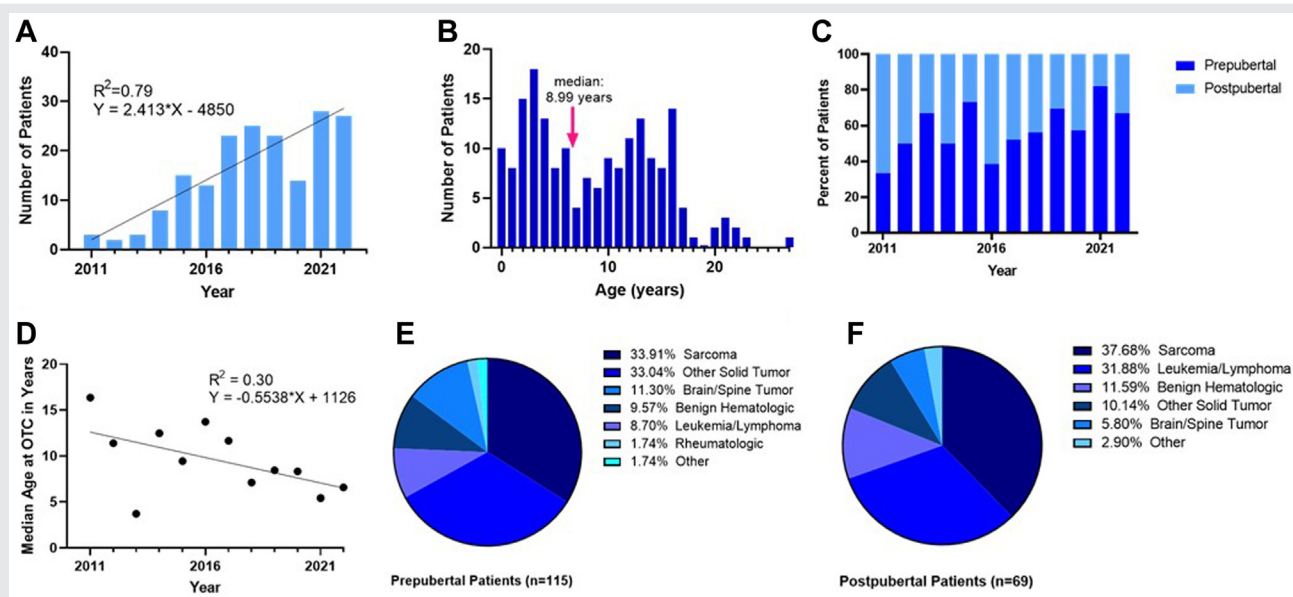 A
Number of Patients
40
30
20
10
0
R²=0.79
Y = 2.413*X - 4850
2011
2016
2021
Year
B
Number of Patients
20
15
10
5
0
median:
8.99 years
0
10
20
Age (years)
C
Percent of Patients
100
80
60
40
20
0
2011
2016
2021
Year
Prepubertal
Postpubertal
D
Median Age at OTC in Years
20
15
10
5
0
R² = 0.30
Y = -0.5538*X + 1126
2011
2016
2021
Year
E
33.91% Sarcoma
33.04% Other Solid Tumor
11.30% Brain/Spine Tumor
9.57% Benign Hematologic
8.70% Leukemia/Lymphoma
1.74% Rheumatologic
1.74% Other
Prepubertal Patients (n=115)
F
37.68% Sarcoma
31.88% Leukemia/Lymphoma
11.59% Benign Hematologic
10.14% Other Solid Tumor
5.80% Brain/Spine Tumor
2.90% Other
Postpubertal Patients (n=69)